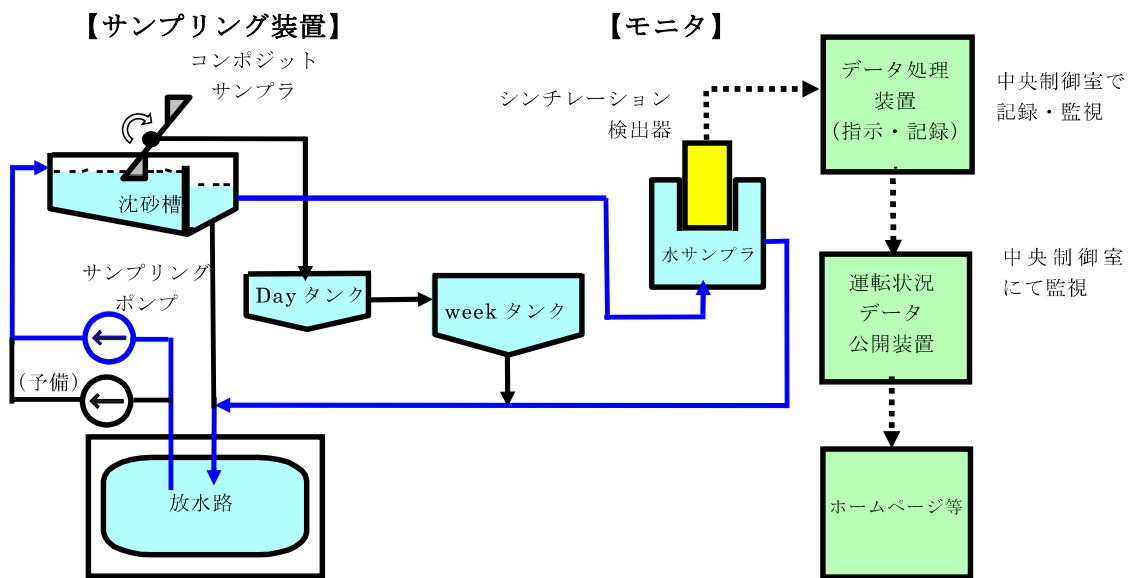 【サンプリング装置】
コンポジット
サンプラ
沈砂槽
サンプリング
ポンプ
(予備)
放水路
Day タンク
week タンク
【モニタ】
シンチレーション
検出器
水サンプラ
データ処理
装置
(指示・記録)
中央制御室で
記録・監視
運転状況
データ
公開装置
中央制御室
にて監視
ホームページ等